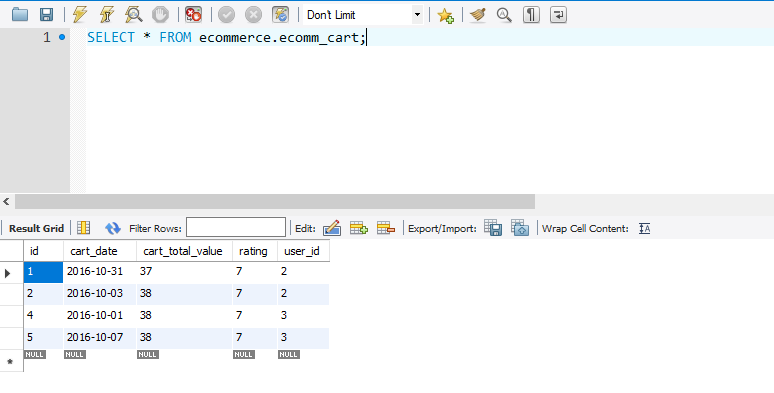 Don't Limit
1 SELECT * FROM ecommerce.ecomm_cart;
Result Grid Filter Rows: Edit: Export/Import: Wrap Cell Content: IA
id cart_date cart_total_value rating user_id
1 2016-10-31 37 7 2
2 2016-10-03 38 7 2
4 2016-10-01 38 7 3
5 2016-10-07 38 7 3
* NULL NULL NULL NULL NULL